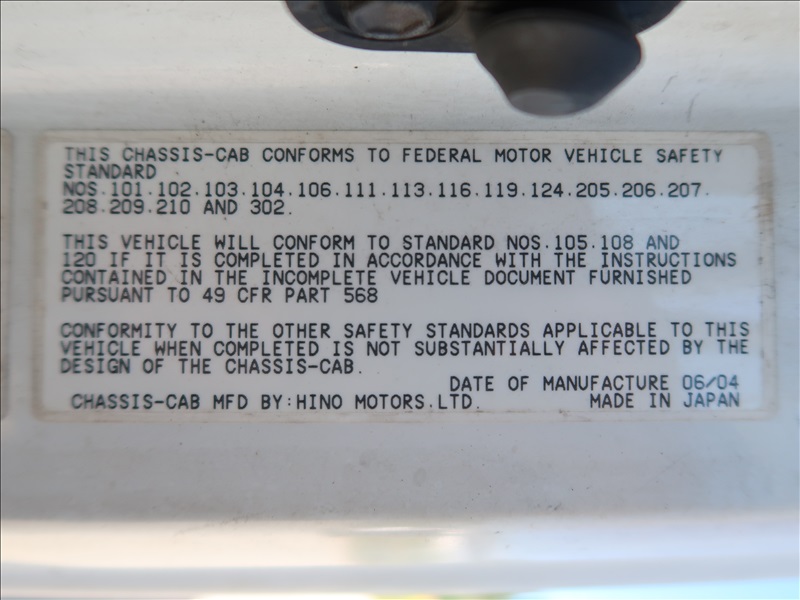 THIS CHASSIS-CAB CONFORMS TO FEDERAL MOTOR VEHICLE SAFETY
STANDARD
NOS.101.102.103.104.106.111.113.116.119.124.205.206.207.
208.209.210 AND 302.
THIS VEHICLE WILL CONFORM TO STANDARD NOS.105.108 AND
120 IF IT IS COMPLETED IN ACCORDANCE WITH THE INSTRUCTIONS
CONTAINED IN THE INCOMPLETE VEHICLE DOCUMENT FURNISHED
PURSUANT TO 49 CFR PART 568
CONFORMITY TO THE OTHER SAFETY STANDARDS APPLICABLE TO THIS
VEHICLE WHEN COMPLETED IS NOT SUBSTANTIALLY AFFECTED BY THE
DESIGN OF THE CHASSIS-CAB.
DATE OF MANUFACTURE 06/04
CHASSIS-CAB MFD BY:HINO MOTORS.LTD. MADE IN JAPAN